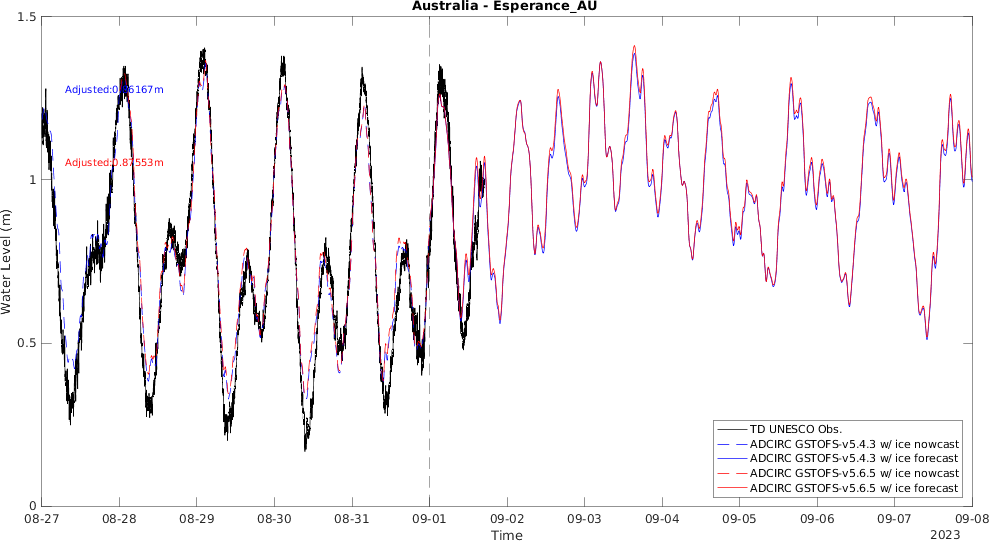 Australia - Esperance_AU
1.5
1
0.5
0
Water Level (m)
Adjusted:0.86167m
Adjusted:0.87553m
TD UNESCO Obs.
ADCIRC GSTOFS-v5.4.3 w/ ice nowcast
ADCIRC GSTOFS-v5.4.3 w/ ice forecast
ADCIRC GSTOFS-v5.6.5 w/ ice nowcast
ADCIRC GSTOFS-v5.6.5 w/ ice forecast
08-27 08-28 08-29 08-30 08-31 09-01 09-02 09-03 09-04 09-05 09-06 09-07 09-08
Time
2023